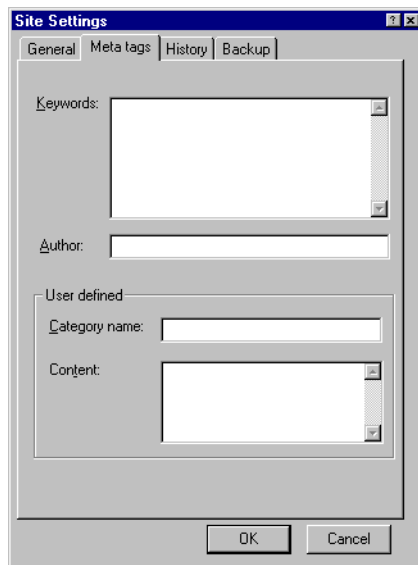 Site Settings
General Meta tags History Backup
Keywords:
Author:
User defined
Category name:
Content:
OK Cancel